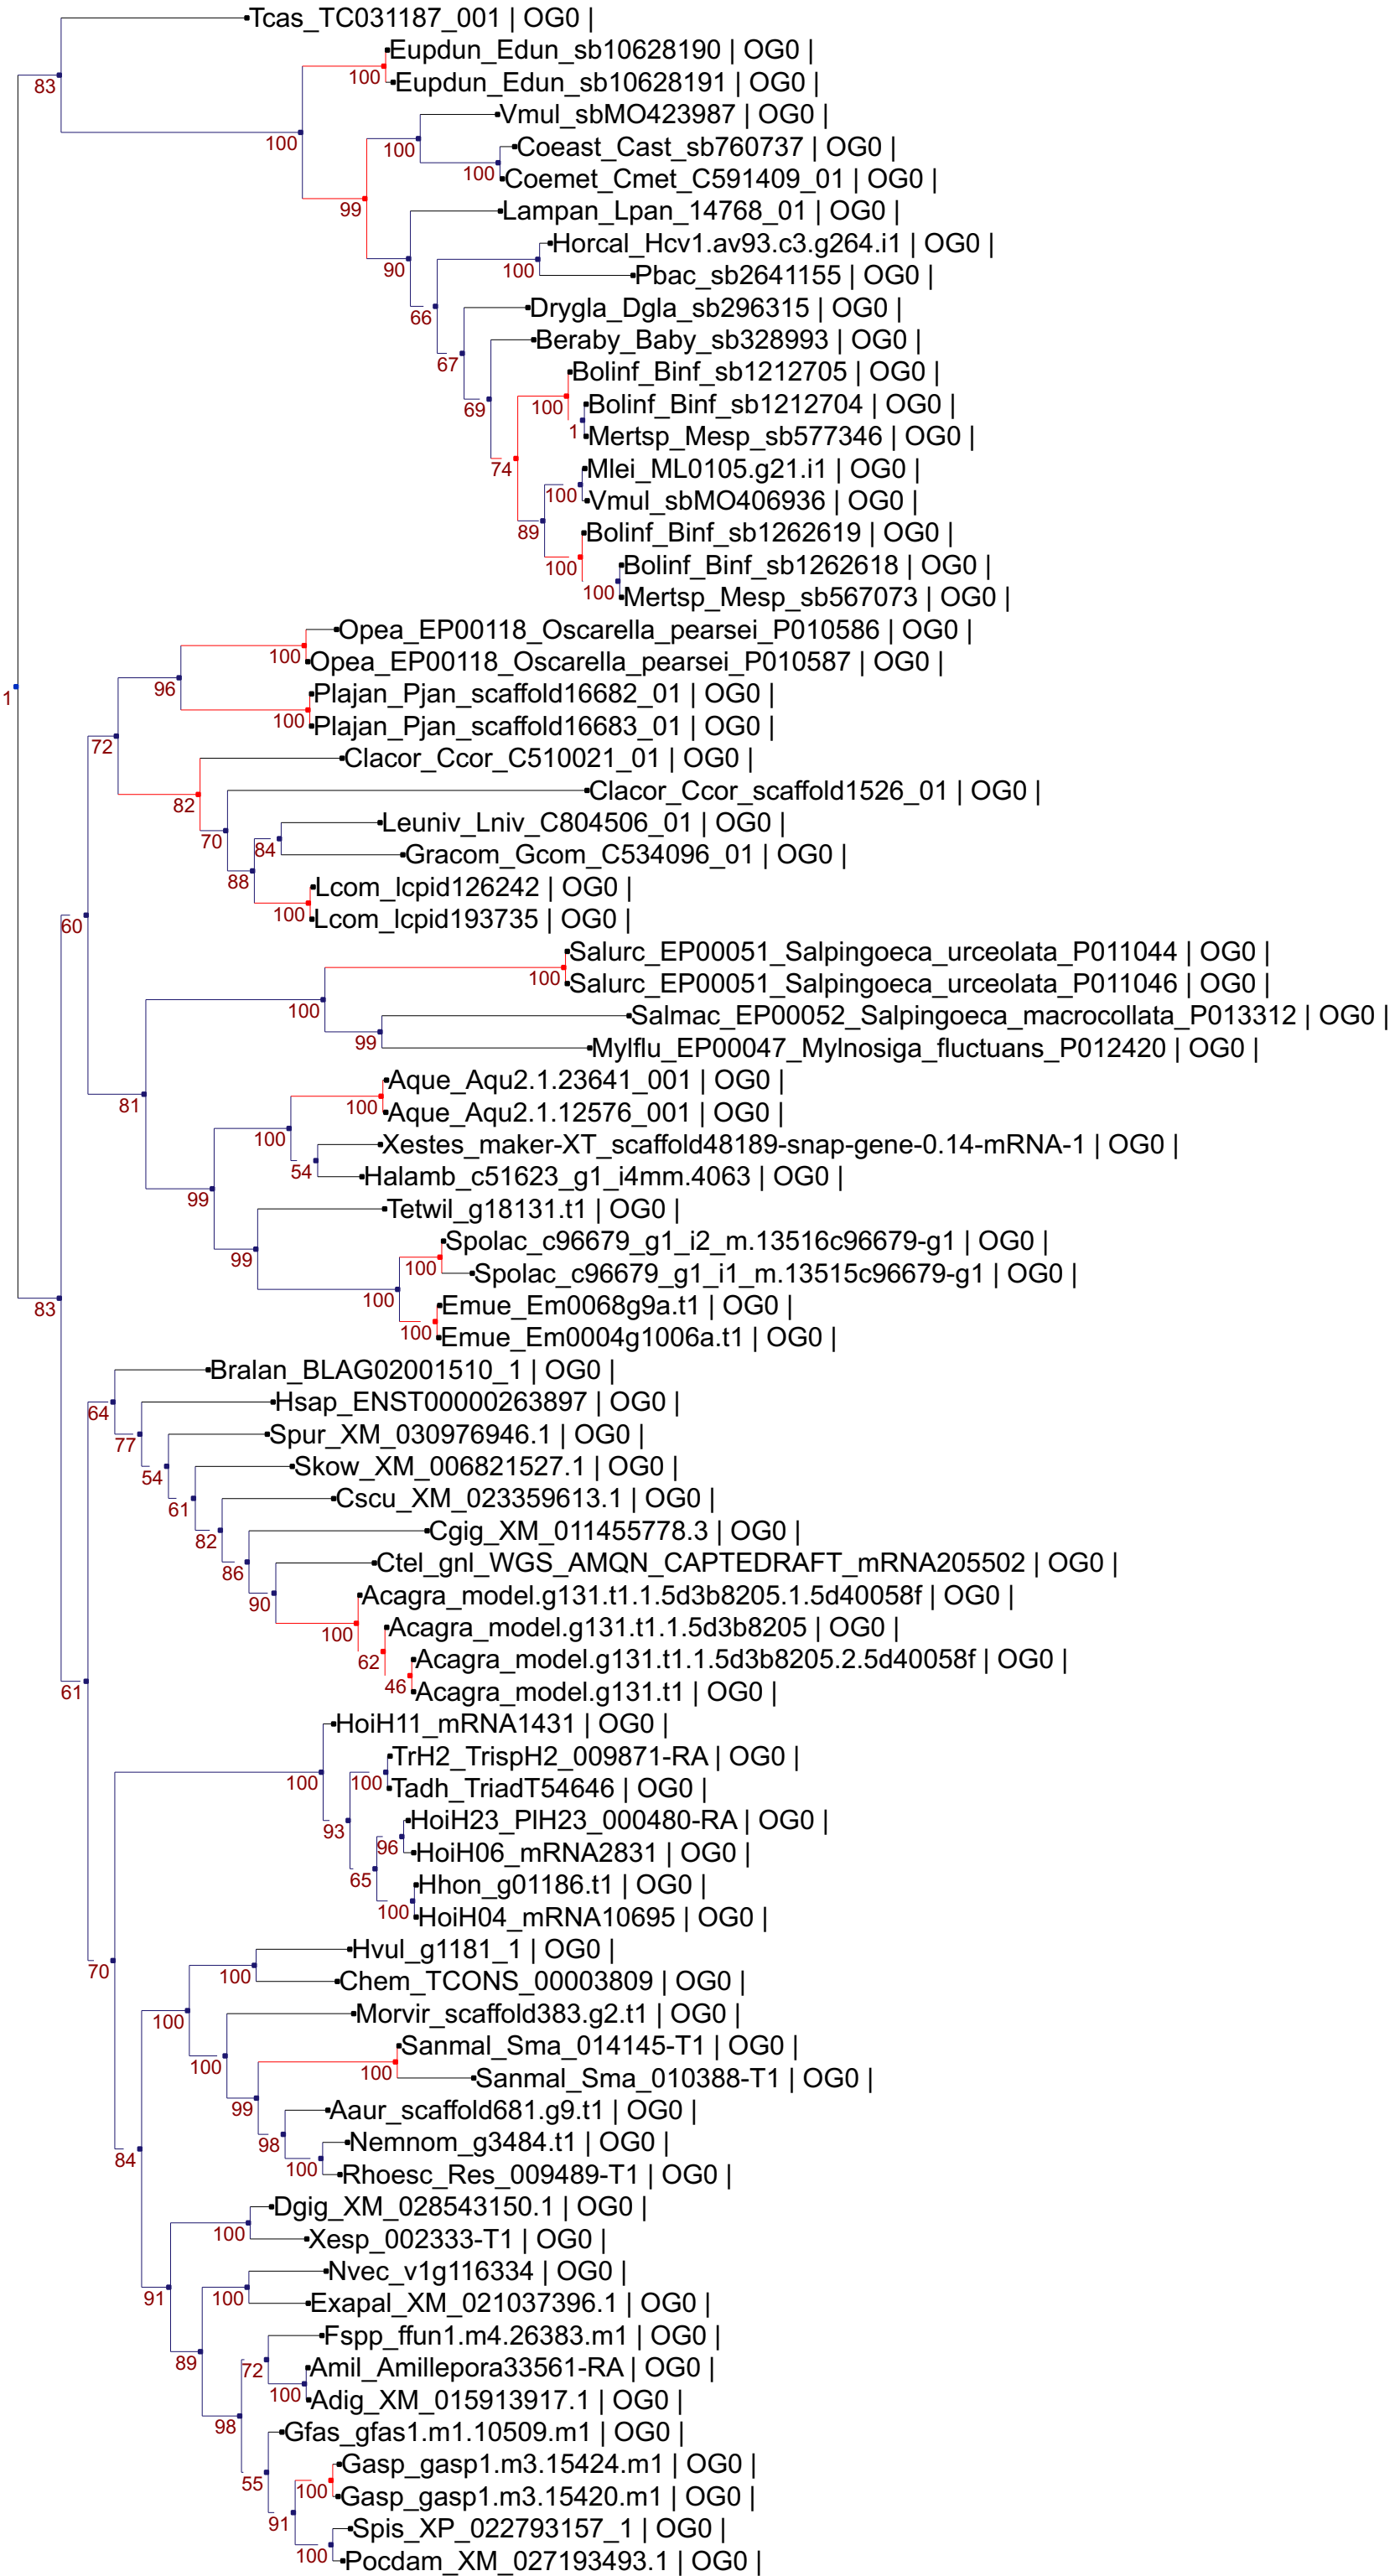 Tcas_TC031187_001 | OG0 |
Eupdun_Edun_sb10628190 | OG0 |
100
Eupdun_Edun_sb10628191 | OG0 |
83
Vmul_sbMO423987 | OG0 |
100
100
Coeast_Cast_sb760737 | OG0 |
100
Coemet_Cmet_C591409_01 | OG0 |
99
Lampan_Lpan_14768_01 | OG0 |
Horcal_Hcv1.av93.c3.g264.i1 | OG0 |
90
100
Pbac_sb2641155 | OG0 |
66
Drygla_Dgla_sb296315 | OG0 |
Beraby_Baby_sb328993 | OG0 |
67
Bolinf_Binf_sb1212705 | OG0 |
69
100
Bolinf_Binf_sb1212704 | OG0 |
1
Mertsp_Mesp_sb577346 | OG0 |
74
Mlei_ML0105.g21.i1 | OG0 |
100
Vmul_sbMO406936 | OG0 |
89
Bolinf_Binf_sb1262619 | OG0 |
100
Bolinf_Binf_sb1262618 | OG0 |
100
Mertsp_Mesp_sb567073 | OG0 |
Opea_EP00118_Oscarella_pearsei_P010586 | OG0 |
100
Opea_EP00118_Oscarella_pearsei_P010587 | OG0 |
96
1
Plajan_Pjan_scaffold16682_01 | OG0 |
100
Plajan_Pjan_scaffold16683_01 | OG0 |
72
Clacor_Ccor_C510021_01 | OG0 |
82
Clacor_Ccor_scaffold1526_01 | OG0 |
Leuniv_Lniv_C804506_01 | OG0 |
70
84
Gracom_Gcom_C534096_01 | OG0 |
88
Lcom_lcpid126242 | OG0 |
100
Lcom_lcpid193735 | OG0 |
60
Salurc_EP00051_Salpingoeca_urceolata_P011044 | OG0 |
100
Salurc_EP00051_Salpingoeca_urceolata_P011046 | OG0 |
100
Salmac_EP00052_Salpingoeca_macrocollata_P013312 | OG0 |
99
Mylflu_EP00047_Mylnosiga_fluctuans_P012420 | OG0 |
Aque_Aqu2.1.23641_001 | OG0 |
81
100
Aque_Aqu2.1.12576_001 | OG0 |
100
Xestes_maker-XT_scaffold48189-snap-gene-0.14-mRNA-1 | OG0 |
54
Halamb_c51623_g1_i4mm.4063 | OG0 |
99
Tetwil_g18131.t1 | OG0 |
Spolac_c96679_g1_i2_m.13516c96679-g1 | OG0 |
99
100
Spolac_c96679_g1_i1_m.13515c96679-g1 | OG0 |
83
100
Emue_Em0068g9a.t1 | OG0 |
100
Emue_Em0004g1006a.t1 | OG0 |
Bralan_BLAG02001510_1 | OG0 |
Hsap_ENST00000263897 | OG0 |
64
Spur_XM_030976946.1 | OG0 |
77
Skow_XM_006821527.1 | OG0 |
54
Cscu_XM_023359613.1 | OG0 |
61
Cgig_XM_011455778.3 | OG0 |
82
Ctel_gnl_WGS_AMQN_CAPTEDRAFT_mRNA205502 | OG0 |
86
Acagra_model.g131.t1.1.5d3b8205.1.5d40058f | OG0 |
90
Acagra_model.g131.t1.1.5d3b8205 | OG0 |
100
Acagra_model.g131.t1.1.5d3b8205.2.5d40058f | OG0 |
62
46
Acagra_model.g131.t1 | OG0 |
61
HoiH11_mRNA1431 | OG0 |
TrH2_TrispH2_009871-RA | OG0 |
100
100
Tadh_TriadT54646 | OG0 |
HoiH23_PlH23_000480-RA | OG0 |
93
96
HoiH06_mRNA2831 | OG0 |
65
Hhon_g01186.t1 | OG0 |
100
HoiH04_mRNA10695 | OG0 |
Hvul_g1181_1 | OG0 |
70
100
Chem_TCONS_00003809 | OG0 |
100
Morvir_scaffold383.g2.t1 | OG0 |
Sanmal_Sma_014145-T1 | OG0 |
100
100
Sanmal_Sma_010388-T1 | OG0 |
99
Aaur_scaffold681.g9.t1 | OG0 |
98
Nemnom_g3484.t1 | OG0 |
84
100
Rhoesc_Res_009489-T1 | OG0 |
Dgig_XM_028543150.1 | OG0 |
100
Xesp_002333-T1 | OG0 |
Nvec_v1g116334 | OG0 |
91
100
Exapal_XM_021037396.1 | OG0 |
Fspp_ffun1.m4.26383.m1 | OG0 |
89
72
Amil_Amillepora33561-RA | OG0 |
100
Adig_XM_015913917.1 | OG0 |
98
Gfas_gfas1.m1.10509.m1 | OG0 |
Gasp_gasp1.m3.15424.m1 | OG0 |
55
100
Gasp_gasp1.m3.15420.m1 | OG0 |
91
Spis_XP_022793157_1 | OG0 |
100
Pocdam_XM_027193493.1 | OG0 |